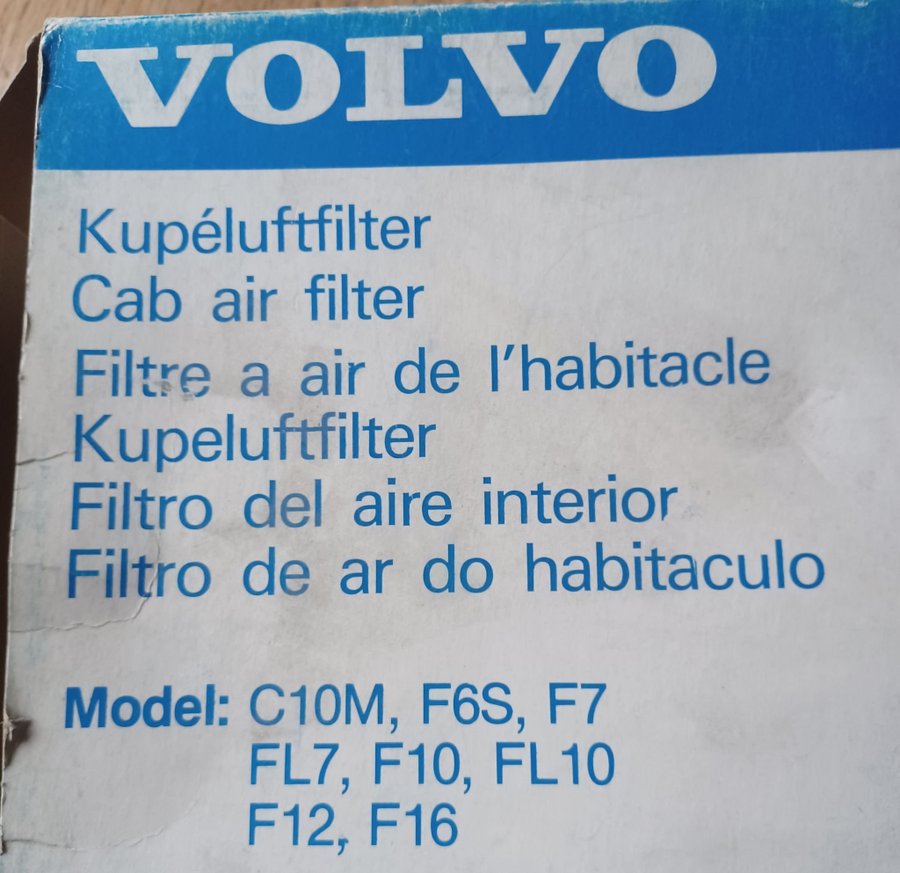 VOLVO
Kupéluftfilter
Cab air filter
Filtre a air de l'habitacle
Kupeluftfilter
Filtro del aire interior
Filtro de ar do habitaculo
Model: C10M, F6S, F7
FL7, F10, FL10
F12, F16